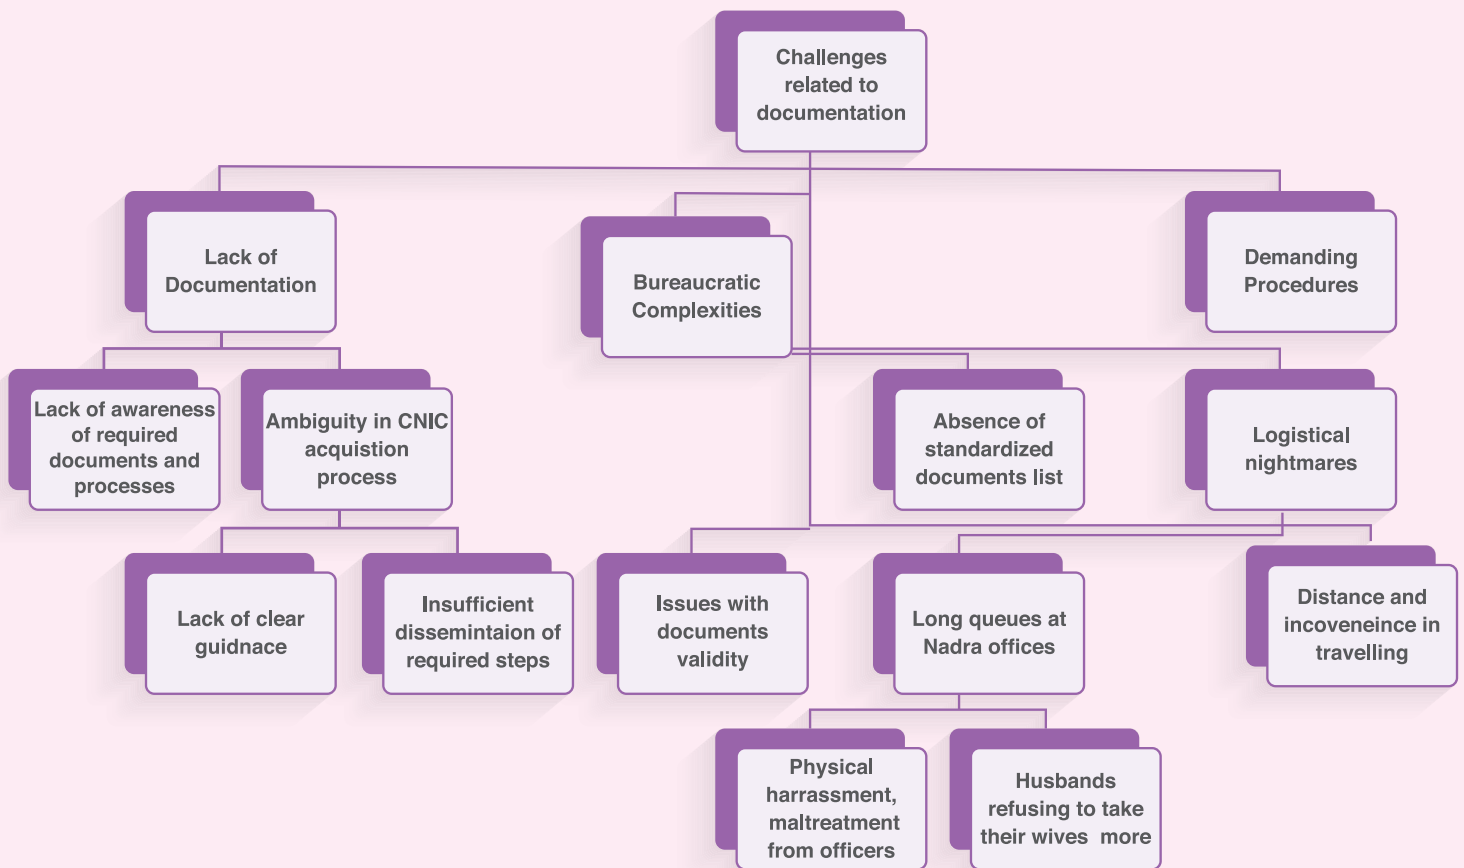 Challenges
related to
documentation
Lack of
Documentation
Bureaucratic
Complexities
Demanding
Procedures
Lack of awareness
of required
documents and
processes
Ambiguity in CNIC
acquistion
process
Absence of
standardized
documents list
Logistical
nightmares
Lack of clear
guidnace
Insufficient
dissemintaion of
required steps
Issues with
documents
validity
Long queues at
Nadra offices
Distance and
incoveneince in
travelling
Physical
harrassment,
maltreatment
from officers
Husbands
refusing to take
their wives more